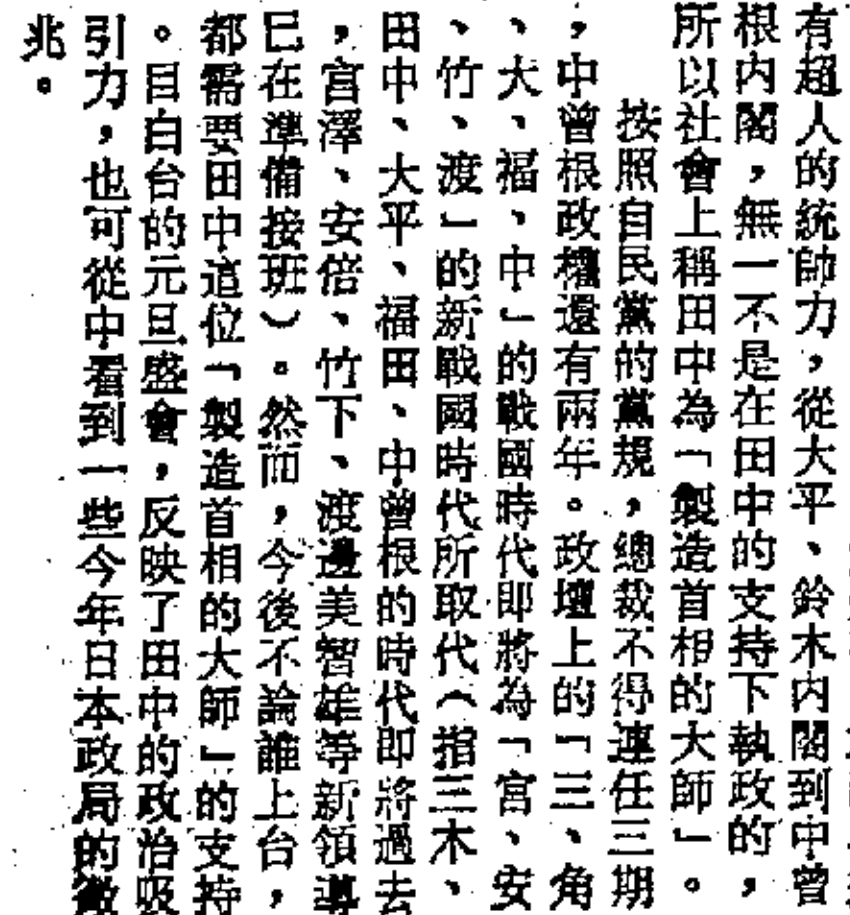 有超人的統帥力，從大平、鈴木內閣到中曾
根內閣，無一不是在田中的支持下執政的，
所以社會上稱田中為「製造首相的大師」。
按照自民黨的黨規，總裁不得連任三期
，中曾根政權還有兩年。政壇上的「三、角
、大、福、中」的戰國時代即將為「宮、安
、竹、渡」的新戰國時代所取代（指三木、
田中、大平、福田、中曾根的時代即將過去
，宮澤、安倍、竹下、渡邊美智雄等新領導
已在準備接班）。然而，今後不論誰上台，
都需要田中這位「製造首相的大師」的支持
。目白台的元旦盛會，反映了田中的政治吸
引力，也可從中看到一些今年日本政局的徵
兆。